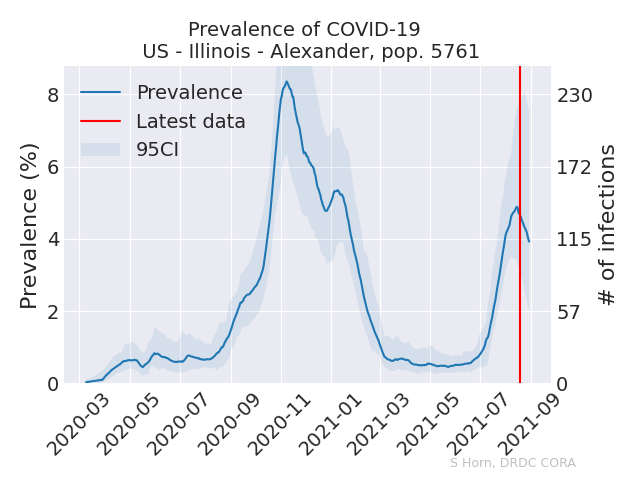 Prevalence of COVID-19
US - Illinois - Alexander, pop. 5761
Prevalence
Latest data
95CI
Prevalence (%)
8
6
4
2
0
230
172
115
57
0
# of infections
2020-03
2020-05
2020-07
2020-09
2020-11
2021-01
2021-03
2021-05
2021-07
2021-09
S Horn, DRDC CORA